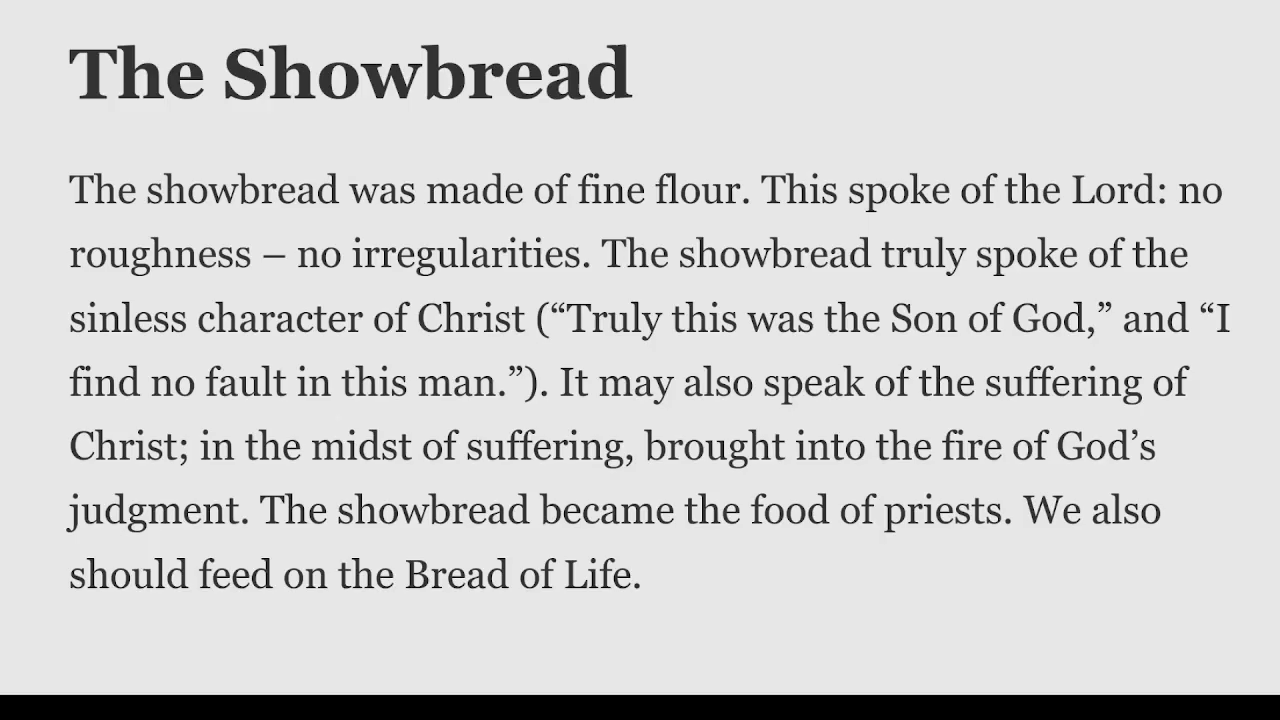 The Showbread
The showbread was made of fine flour. This spoke of the Lord: no
roughness – no irregularities. The showbread truly spoke of the
sinless character of Christ (“Truly this was the Son of God,” and “I
find no fault in this man.”). It may also speak of the suffering of
Christ; in the midst of suffering, brought into the fire of God’s
judgment. The showbread became the food of priests. We also
should feed on the Bread of Life.